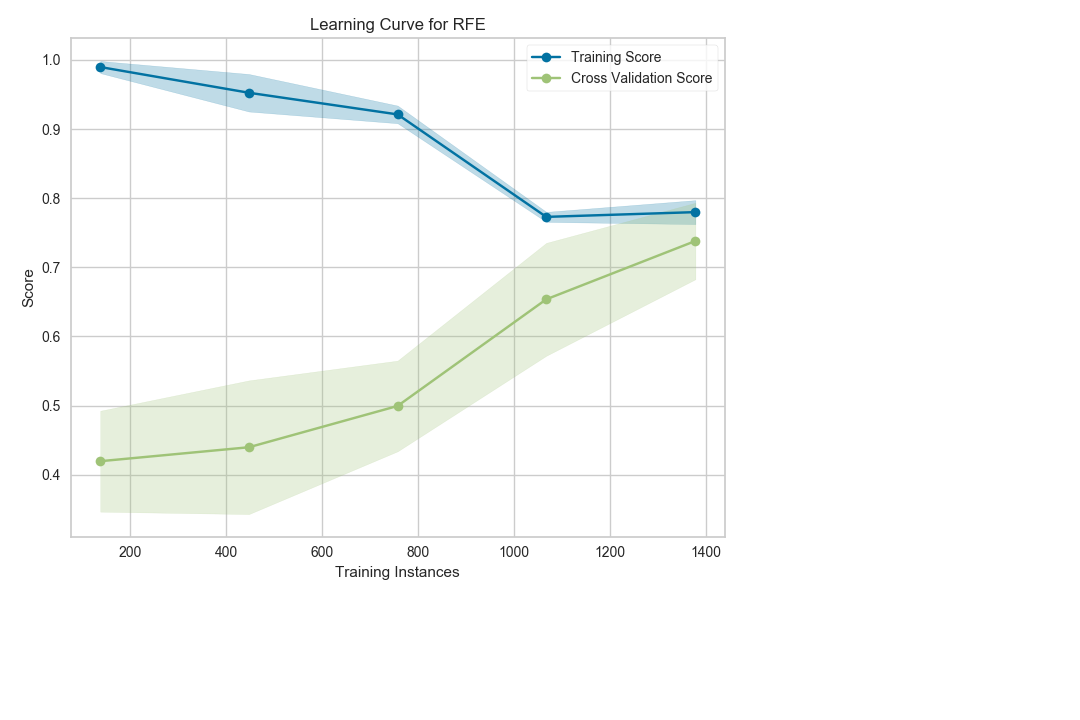 Learning Curve for RFE
Training Score
Cross Validation Score
1.0
0.9
0.8
0.7
0.6
0.5
0.4
Score
200 400 600 800 1000 1200 1400
Training Instances